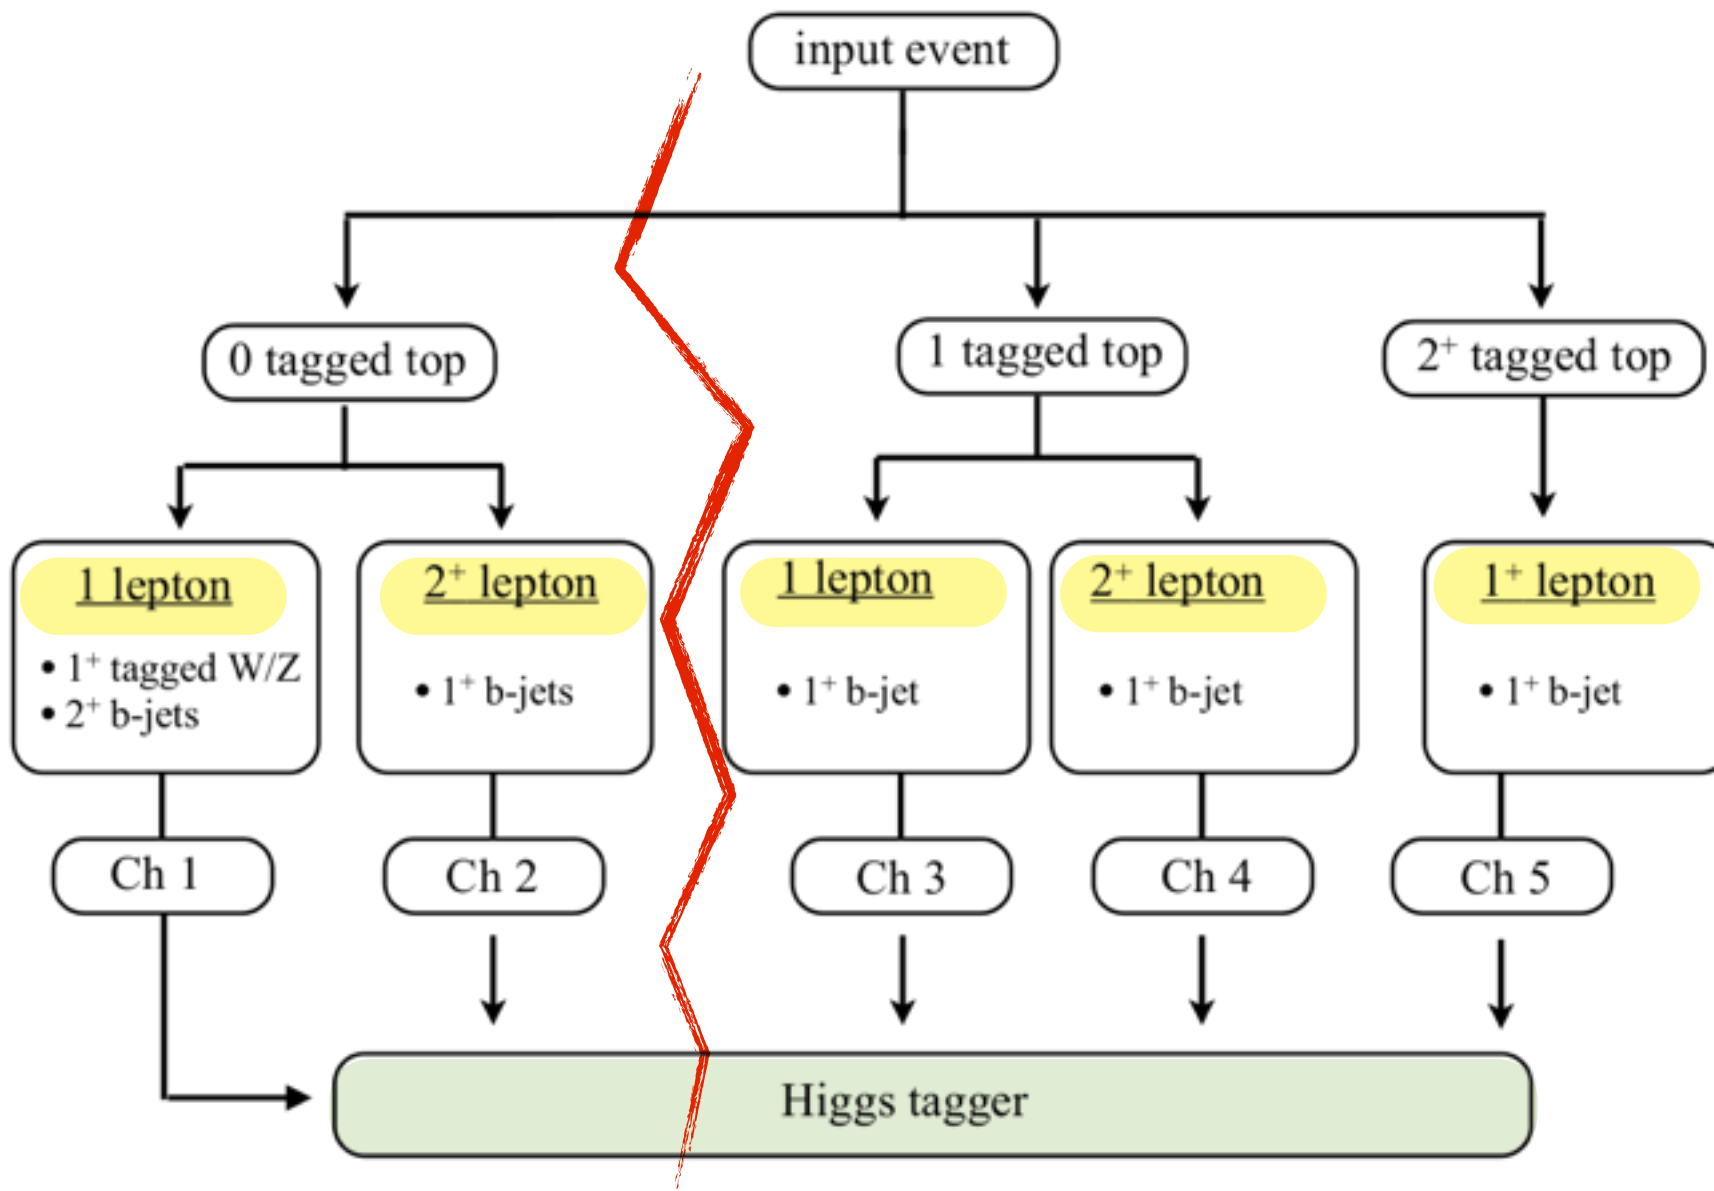 input event
0 tagged top
1 tagged top
2⁺ tagged top
1 lepton
• 1⁺ tagged W/Z
• 2⁺ b-jets
2⁺ lepton
• 1⁺ b-jets
1 lepton
• 1⁺ b-jet
2⁺ lepton
• 1⁺ b-jet
1⁺ lepton
• 1⁺ b-jet
Ch 1
Ch 2
Ch 3
Ch 4
Ch 5
Higgs tagger